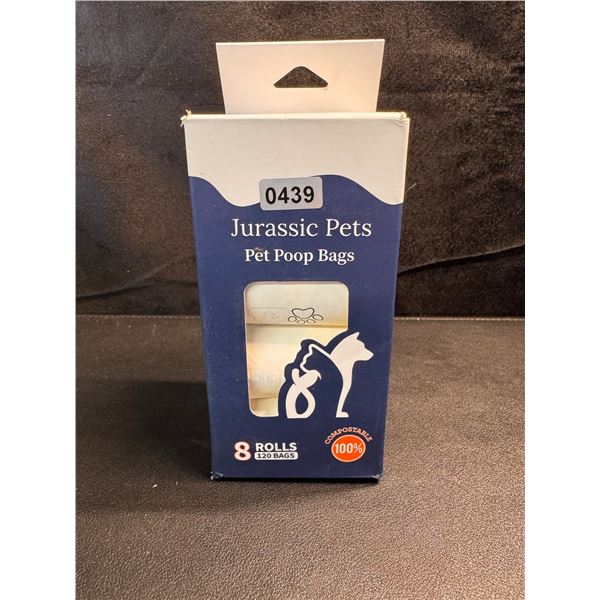 0439
Jurassic Pets
Pet Poop Bags
8 ROLLS
120 BAGS
COMPOSTABLE
100%